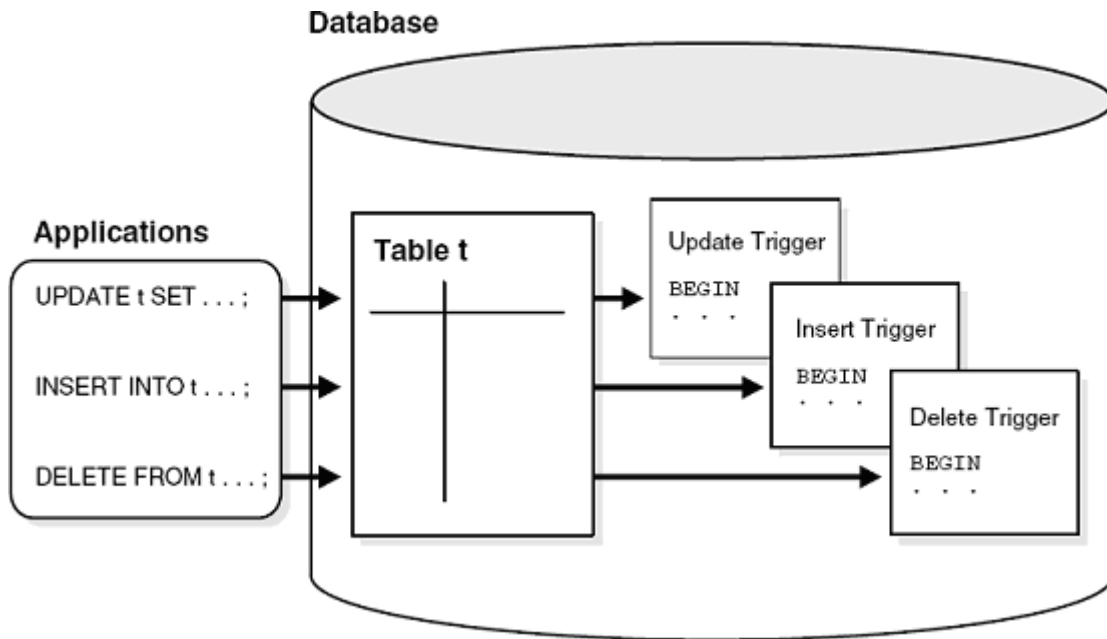 Database
Applications
UPDATE t SET . . . ;
INSERT INTO t . . . ;
DELETE FROM t . . . ;
Table t
Update Trigger
BEGIN
. . .
Insert Trigger
BEGIN
. . .
Delete Trigger
BEGIN
. . .